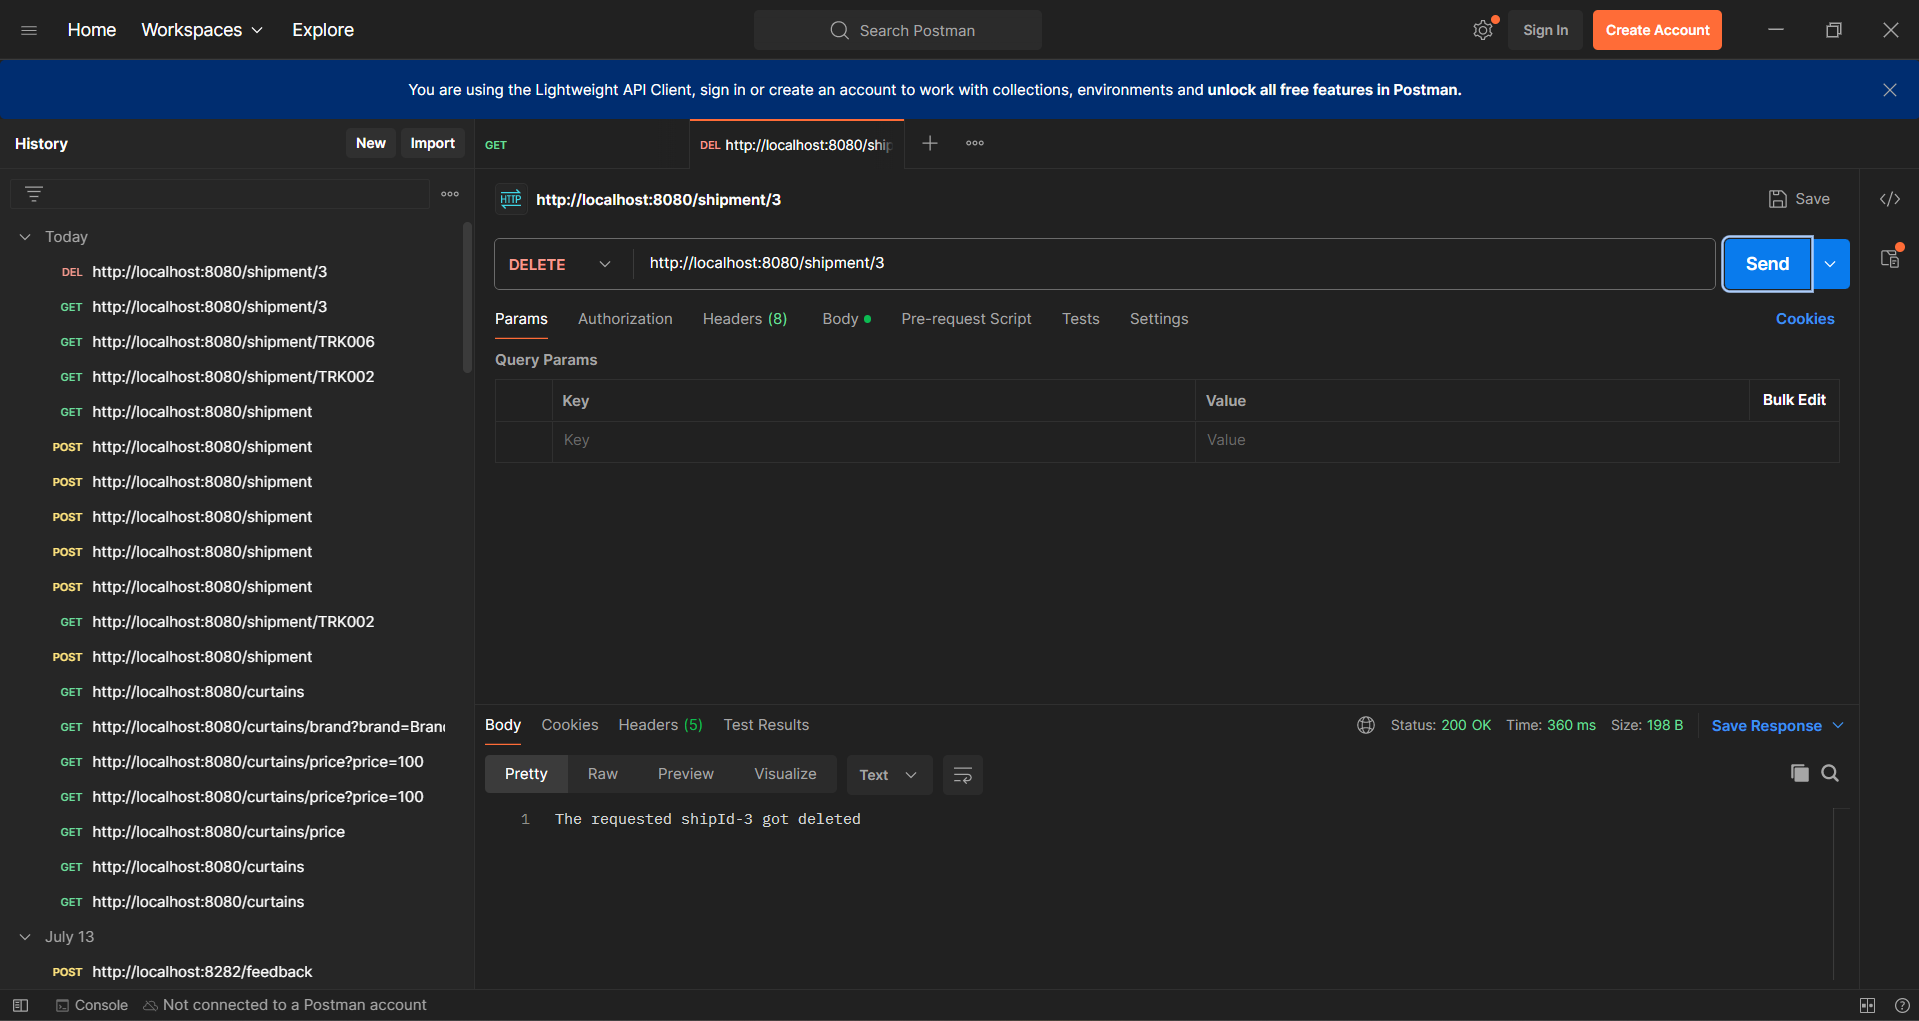 Home Workspaces Explore Search Postman Sign In Create Account
You are using the Lightweight API Client, sign in or create an account to work with collections, environments and unlock all free features in Postman.
History New Import
GET DEL http://localhost:8080/ship
HTTP http://localhost:8080/shipment/3 Save </>
Today
DEL http://localhost:8080/shipment/3
GET http://localhost:8080/shipment/3
GET http://localhost:8080/shipment/TRK006
GET http://localhost:8080/shipment/TRK002
GET http://localhost:8080/shipment
POST http://localhost:8080/shipment
POST http://localhost:8080/shipment
POST http://localhost:8080/shipment
POST http://localhost:8080/shipment
POST http://localhost:8080/shipment
GET http://localhost:8080/shipment/TRK002
POST http://localhost:8080/shipment
GET http://localhost:8080/curtains
GET http://localhost:8080/curtains/brand?brand=Bran
GET http://localhost:8080/curtains/price?price=100
GET http://localhost:8080/curtains/price?price=100
GET http://localhost:8080/curtains/price
GET http://localhost:8080/curtains
GET http://localhost:8080/curtains
July 13
POST http://localhost:8282/feedback
DELETE http://localhost:8080/shipment/3 Send
Params Authorization Headers (8) Body Pre-request Script Tests Settings Cookies
Query Params
Key Value Bulk Edit
Key Value
Body Cookies Headers (5) Test Results Status: 200 OK Time: 360 ms Size: 198 B Save Response
Pretty Raw Preview Visualize Text
1 The requested shipId-3 got deleted
Console Not connected to a Postman account